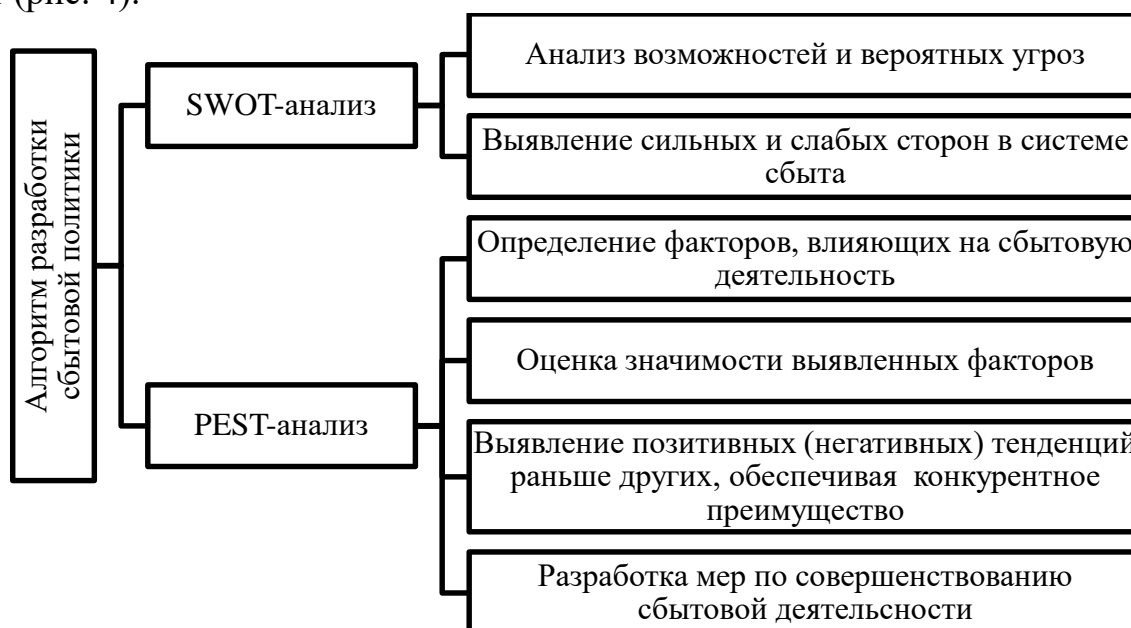 (рис. 4).
Алгоритм разработки
сбытовой политики
SWOT-анализ
Анализ возможностей и вероятных угроз
Выявление сильных и слабых сторон в системе
сбыта
PEST-анализ
Определение факторов, влияющих на сбытовую
деятельность
Оценка значимости выявленных факторов
Выявление позитивных (негативных) тенденций
раньше других, обеспечивая конкурентное
преимущество
Разработка мер по совершенствованию
сбытовой деятельсности